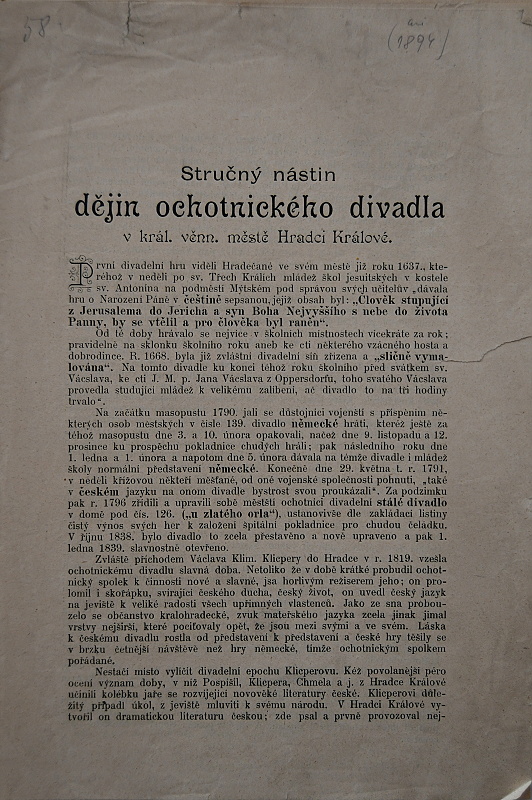 58
(1894)
Stručný nástin
dějin ochotnického divadla
v král. věnn. městě Hradci Králové.
První divadelní hru viděli Hradečané ve svém městě již roku 1637., kte-
réhož v neděli po sv. Třech Králích mládež škol jesuitských v kostele
sv. Antonína na podměstí Mýtském pod správou svých učitelův „dávala
hru o Narození Páně v češtině sepsanou, jejíž obsah byl: „Člověk stupující
z Jerusalema do Jericha a syn Boha Nejvyššího s nebe do života
Panny, by se vtělil a pro člověka byl raněn“.
Od té doby hrávalo se nejvíce v školních místnostech vícekráte za rok;
pravidelně na sklonku školního roku aneb ke cti některého vzácného hosta a
dobrodince. R. 1668. byla již zvláštní divadelní síň zřízena a „sličně vyma-
lována“. Na tomto divadle ku konci téhož roku školního před svátkem sv.
Václava, ke cti J. M. p. Jana Václava z Oppersdorfu, toho svatého Václava
provedla studující mládež k velikému zalíbení, ač divadlo to na tři hodiny
trvalo“.
Na začátku masopustu 1790. jali se důstojníci vojenští s přispěním ně-
kterých osob městských v čísle 139. divadlo německé hráti, kteréž ještě za
téhož masopustu dne 3. a 10. února opakovali, načež dne 9. listopadu a 12.
prosince ku prospěchu pokladnice chudých hráli; pak následního roku dne
1. ledna a 1. února a napotom dne 5. února dávala na témže divadle i mládež
školy normální představení německé. Konečně dne 29. května t. r. 1791.
v neděli křížovou někteří měšťané, od oné vojenské společnosti pohnuti, „také
v českém jazyku na onom divadle bystrost svou proukázali“. Za podzimku
pak r. 1796 zřídili a upravili sobě městští ochotníci divadelní stálé divadlo
v domě pod čís. 126. („u zlatého orla“), ustanovivše dle zakládací listiny
čistý výnos svých her k založení špitální pokladnice pro chudou čeládku.
V říjnu 1838. bylo divadlo to zcela přestavěno a nově upraveno a pak 1.
ledna 1839. slavnostně otevřeno.
Zvláště příchodem Václava Klim. Klicpery do Hradce v r. 1819. vzešla
ochotnickému divadlu slavná doba. Netoliko že v době krátké probudil ochot-
nický spolek k činnosti nové a slavné, jsa horlivým režiserem jeho; on pro-
lomil i skořápku, svírající českého ducha, český život, on uvedl český jazyk
na jeviště k veliké radosti všech upřímných vlastenců. Jako ze sna probou-
zelo se občanstvo královéhradecké, zvuk mateřského jazyka zcela jinak jímal
vrstvy nejširší, které pociťovaly opět, že jsou mezi svými a ve svém. Láska
k českému divadlu rostla od představení k představení a české hry těšily se
v brzku četnější návštěvě než hry německé, tímže ochotnickým spolkem
pořádané.
Nestačí místo vylíčit divadelní epochu Klicperovu. Kéž povolanější péro
ocení význam doby, v níž Pospíšil, Klicpera, Chmela a j. z Hradce Králové
učinili kolébku jaře se rozvíjející novověké literatury české. Klicperovi důle-
žitý připadl úkol, z jeviště mluviti k svému národu. V Hradci Králové vy-
tvořil on dramatickou literaturu českou; zde psal a prvně provozoval nej-